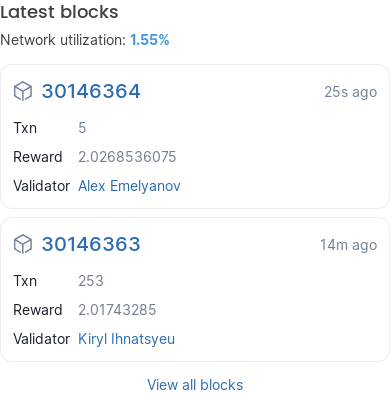 Latest blocks
Network utilization: 1.55%
30146364 25s ago
Txn 5
Reward 2.0268536075
Validator Alex Emelyanov
30146363 14m ago
Txn 253
Reward 2.01743285
Validator Kiryl Ihnatsyeu
View all blocks